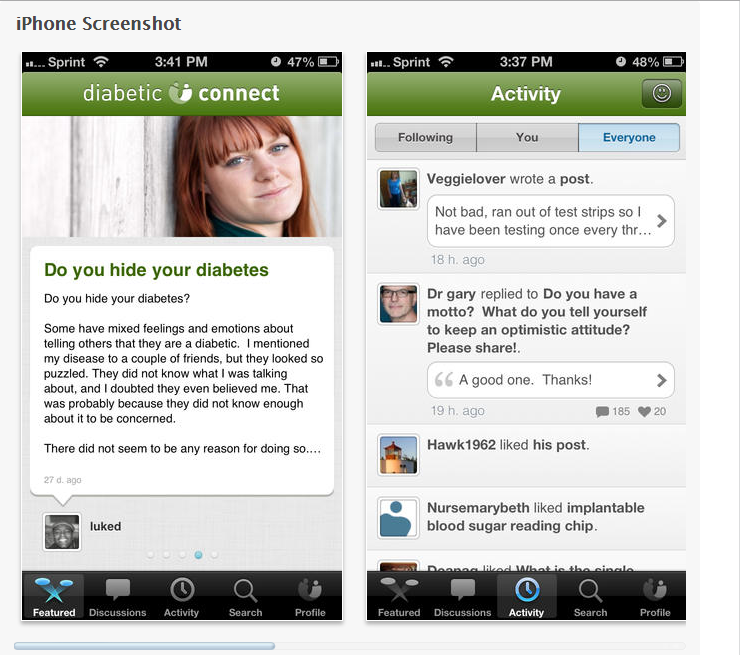 iPhone Screenshot
Sprint 3:41 PM 47%
diabetic connect
Do you hide your diabetes
Do you hide your diabetes?
Some have mixed feelings and emotions about
telling others that they are a diabetic.  I mentioned
my disease to a couple of friends, but they looked so
puzzled. They did not know what I was talking
about, and I doubted they even believed me. That
was probably because they did not know enough
about it to be concerned.
There did not seem to be any reason for doing so....
27 d. ago
luked
Featured Discussions Activity Search Profile
Sprint 3:37 PM 48%
Activity
Following You Everyone
Veggielover wrote a post.
Not bad, ran out of test strips so I
have been testing once every thr...
18 h. ago
Dr gary replied to Do you have a
motto?  What do you tell yourself
to keep an optimistic attitude?
Please share!.
A good one.  Thanks!
19 h. ago 185 20
Hawk1962 liked his post.
Nursemarybeth liked implantable
blood sugar reading chip.
Deanag liked What is the single
Featured Discussions Activity Search Profile